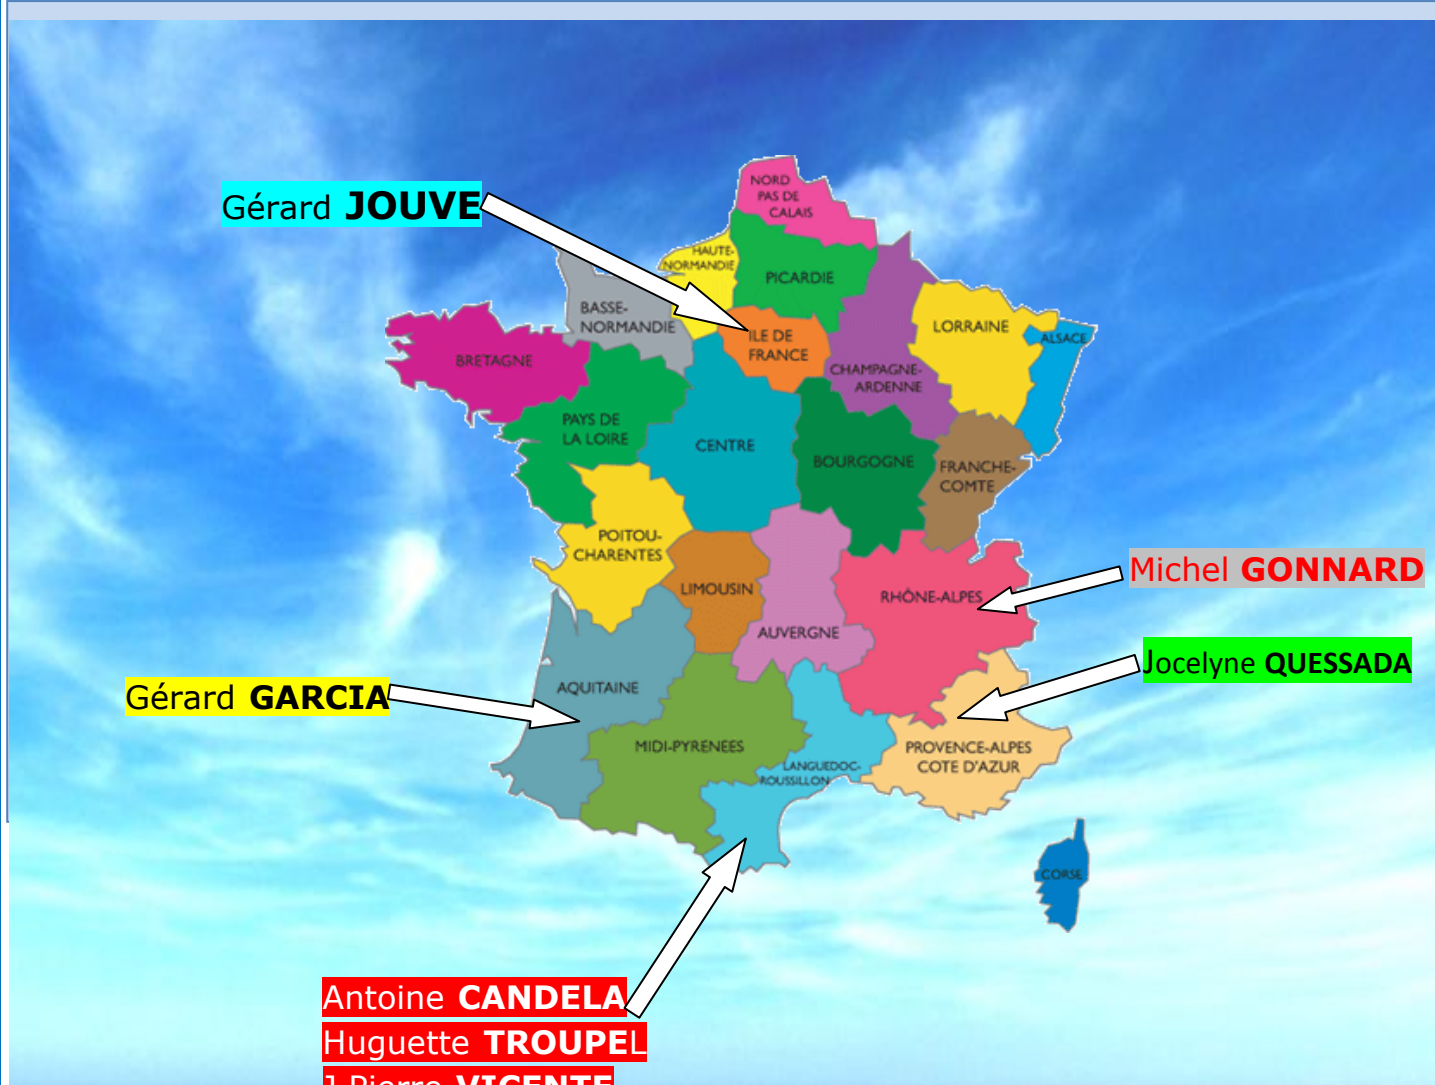 NORD
PAS DE
CALAIS
Gérard JOUVE
HAUTE-
NORMANDIE
PICARDIE
BASSE-
NORMANDIE
ILE DE
FRANCE
LORRAINE
ALSACE
BRETAGNE
CHAMPAGNE-
ARDENNE
PAYS DE
LA LOIRE
CENTRE
BOURGOGNE
FRANCHE-
COMTE
POITOU-
CHARENTES
LIMOUSIN
RHÔNE-ALPES
Michel GONNARD
AUVERGNE
Jocelyne QUESSADA
Gérard GARCIA
AQUITAINE
MIDI-PYRENEES
LANGUEDOC-
ROUSSILLON
PROVENCE-ALPES
COTE D'AZUR
CORSE
Antoine CANDELA
Huguette TROUPEL
J Pierre VICENTE